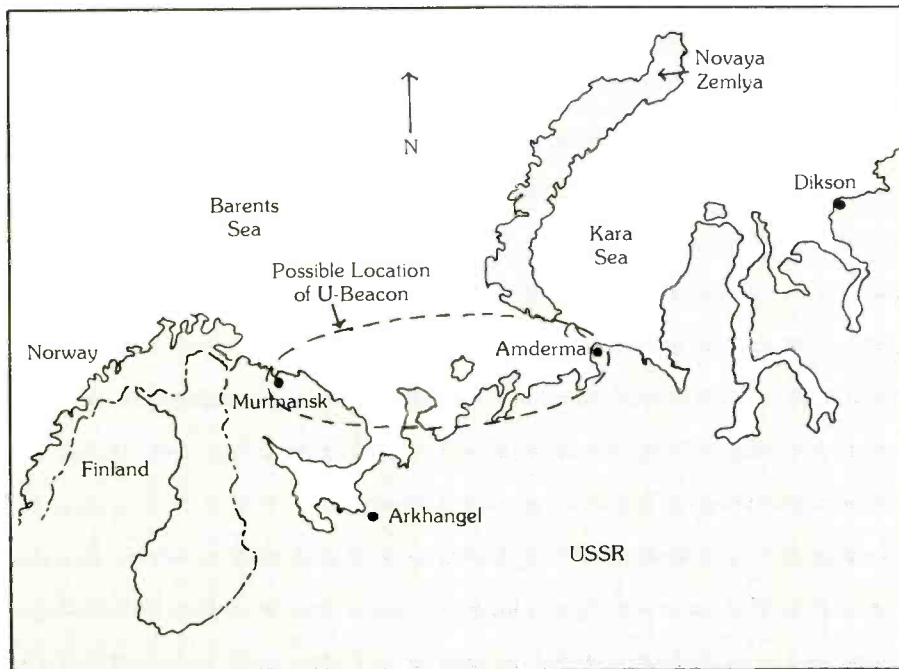 Novaya
Zemlya
N
Dikson
Barents
Sea
Kara
Sea
Possible Location
of U-Beacon
Norway
Amderma
Murmansk
Finland
Arkhangel
USSR